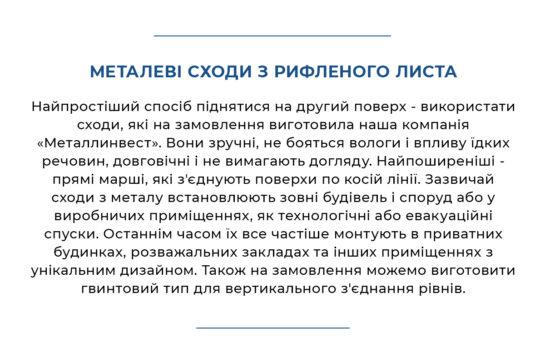 МЕТАЛЕВІ СХОДИ З РИФЛЕНОГО ЛИСТА
Найпростіший спосіб піднятися на другий поверх - використати
сходи, які на замовлення виготовила наша компанія
«Металлинвест». Вони зручні, не бояться вологи і впливу їдких
речовин, довговічні і не вимагають догляду. Найпоширеніші -
прямі марші, які з'єднують поверхи по косій лінії. Зазвичай
сходи з металу встановлюють зовні будівель і споруд або у
виробничих приміщеннях, як технологічні або евакуаційні
спуски. Останнім часом їх все частіше монтують в приватних
будинках, розважальних закладах та інших приміщеннях з
унікальним дизайном. Також на замовлення можемо виготовити
гвинтовий тип для вертикального з'єднання рівнів.